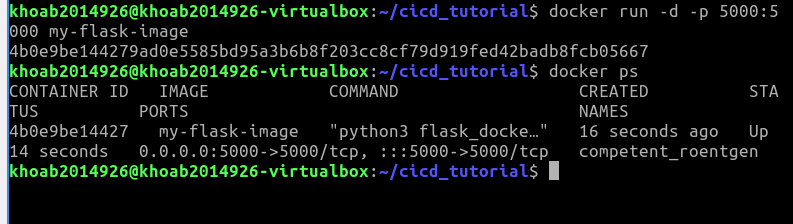 khoab2014926@khoab2014926-virtualbox:~/cicd_tutorial$ docker run -d -p 5000:5
000 my-flask-image
4b0e9be144279ad0e5585bd95a3b6b8f203cc8cf79d919fed42badb8fcb05667
khoab2014926@khoab2014926-virtualbox:~/cicd_tutorial$ docker ps
CONTAINER ID   IMAGE            COMMAND                  CREATED          STA
TUS          PORTS                                       NAMES
4b0e9be14427   my-flask-image   "python3 flask_docke…"   16 seconds ago   Up
14 seconds   0.0.0.0:5000->5000/tcp, :::5000->5000/tcp   competent_roentgen
khoab2014926@khoab2014926-virtualbox:~/cicd_tutorial$